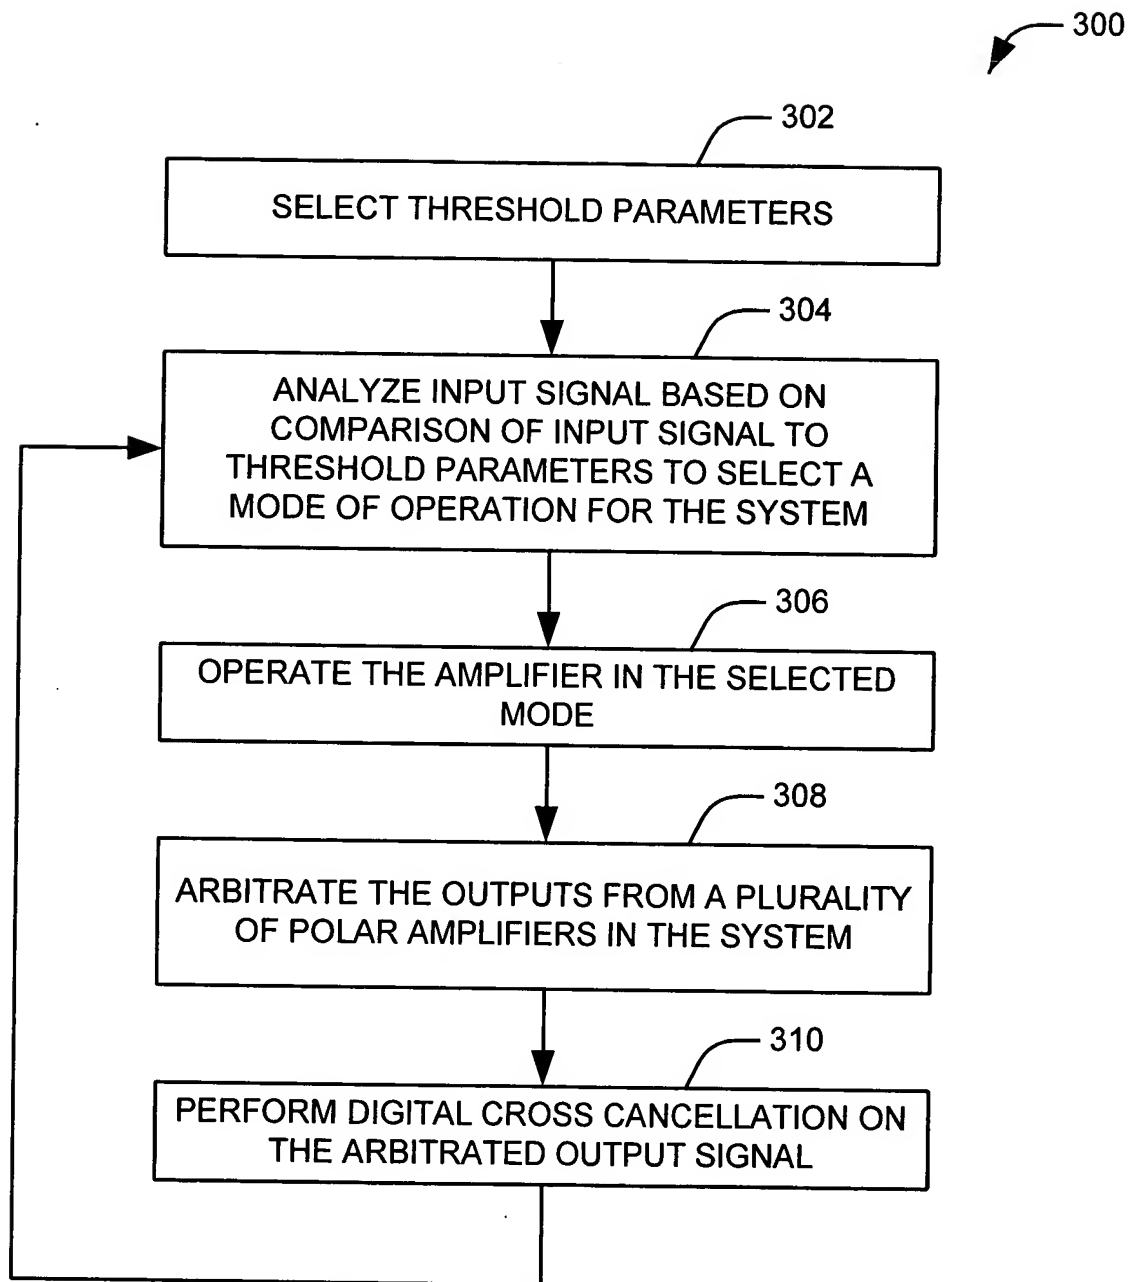 300
302
SELECT THRESHOLD PARAMETERS
304
ANALYZE INPUT SIGNAL BASED ON
COMPARISON OF INPUT SIGNAL TO
THRESHOLD PARAMETERS TO SELECT A
MODE OF OPERATION FOR THE SYSTEM
306
OPERATE THE AMPLIFIER IN THE SELECTED
MODE
308
ARBITRATE THE OUTPUTS FROM A PLURALITY
OF POLAR AMPLIFIERS IN THE SYSTEM
310
PERFORM DIGITAL CROSS CANCELLATION ON
THE ARBITRATED OUTPUT SIGNAL